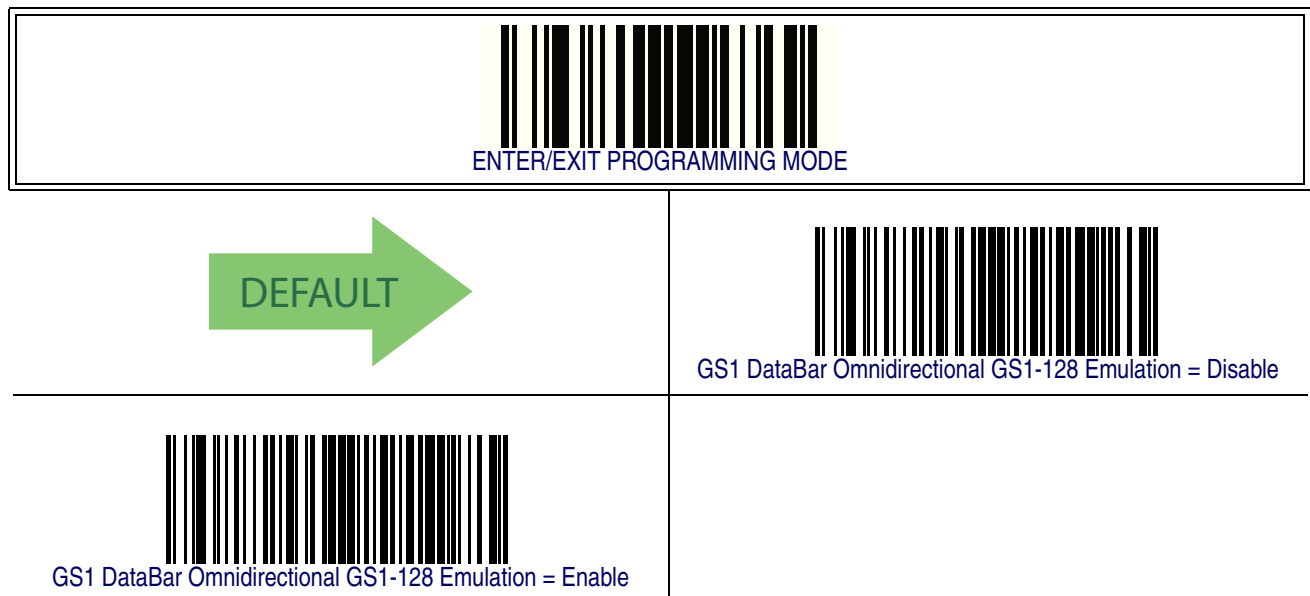 ENTER/EXIT PROGRAMMING MODE
DEFAULT
GS1 DataBar Omnidirectional GS1-128 Emulation = Disable
GS1 DataBar Omnidirectional GS1-128 Emulation = Enable